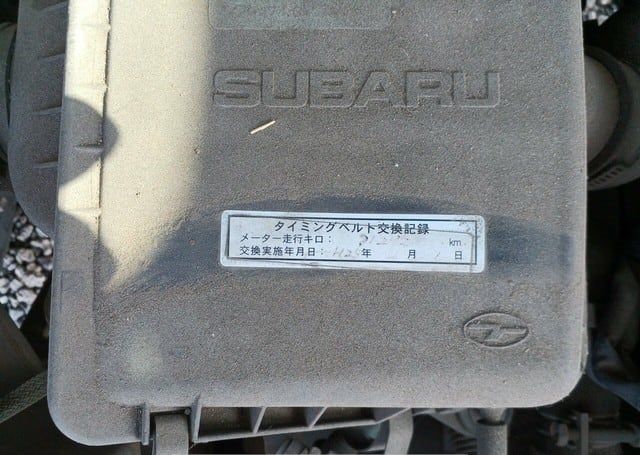 SUBARU
タイミングベルト交換記録
メーター走行キロ： km
交換実施年月日： 年 月 日